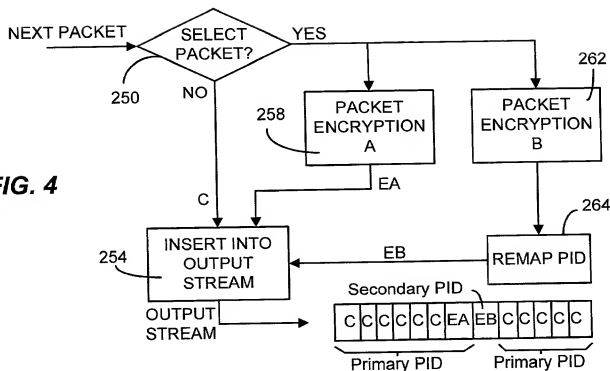 NEXT PACKET
SELECT
PACKET?
YES
250
NO
262
258
PACKET
ENCRYPTION
A
PACKET
ENCRYPTION
B
FIG. 4
C
EA
264
254
INSERT INTO
OUTPUT
STREAM
EB
REMAP PID
Secondary PID
OUTPUT
STREAM
C C C C C C EA EB C C C C C
Primary PID
Primary PID